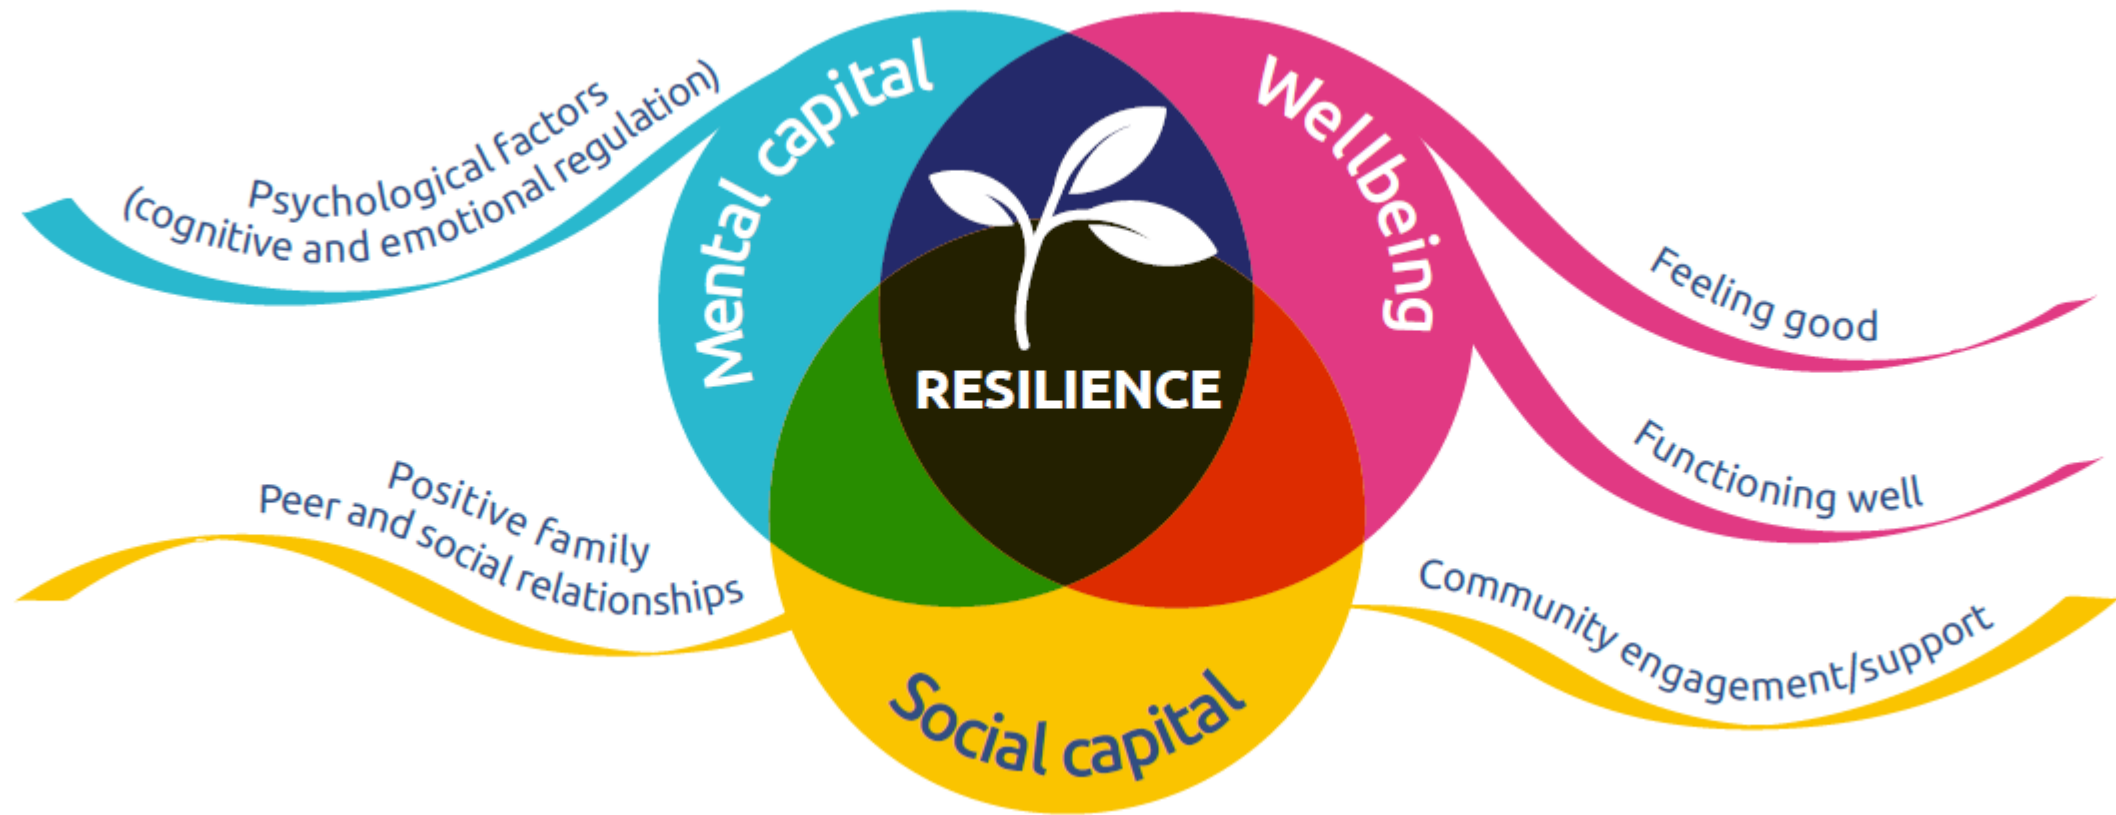 Mental capital
Wellbeing
Psychological factors
(cognitive and emotional regulation)
Feeling good
RESILIENCE
Functioning well
Positive family
Peer and social relationships
Community engagement/support
Social capital